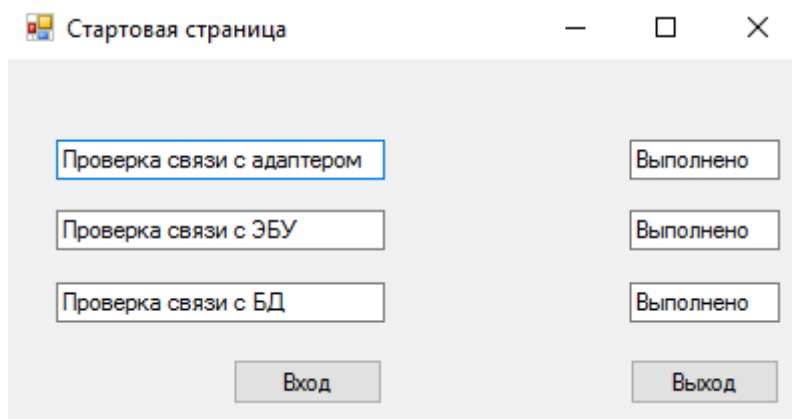 Стартовая страница
Проверка связи с адаптером Выполнено
Проверка связи с ЭБУ Выполнено
Проверка связи с БД Выполнено
Вход Выход